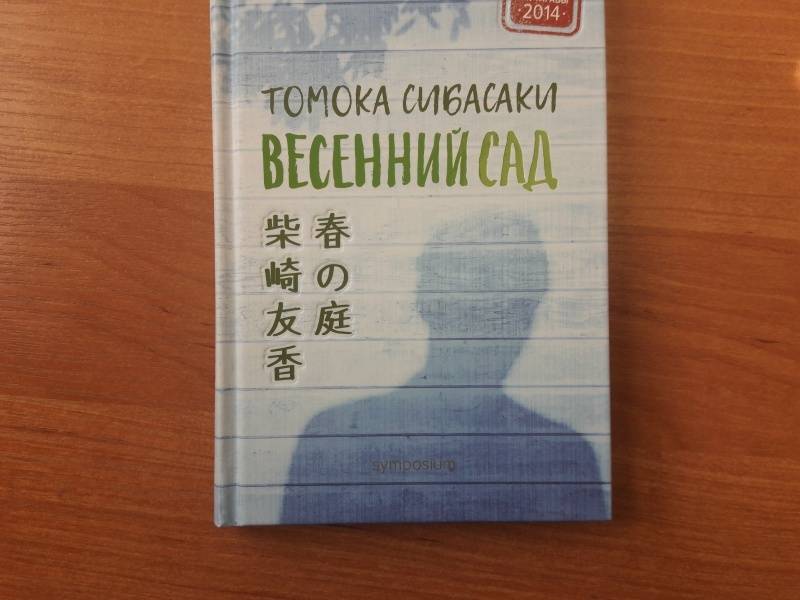 2014
ТОМОКА СИБАСАКИ
ВЕСЕННИЙ САД
春の庭
柴崎友香
symposium